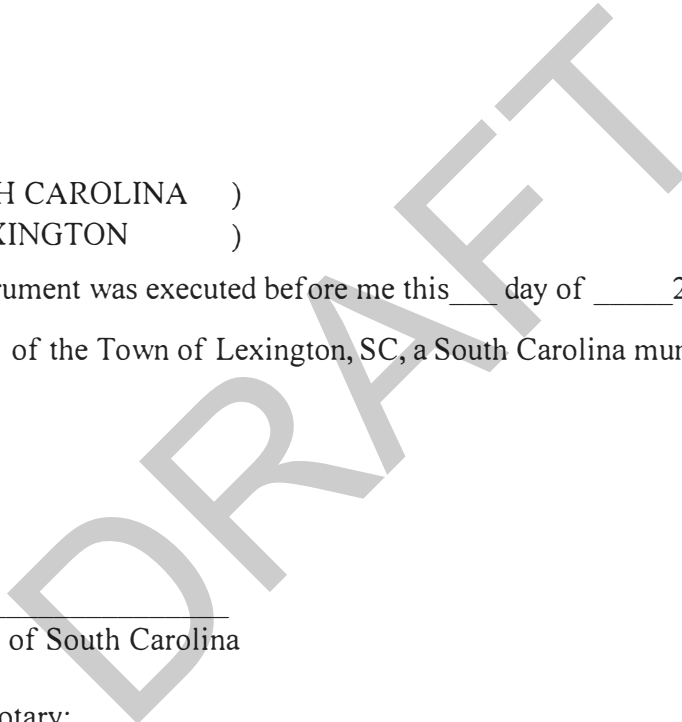 H CAROLINA )
XINGTON )
rument was executed before me this___ day of _____2
of the Town of Lexington, SC, a South Carolina mun
_______________
of South Carolina
otary:
DRAFT